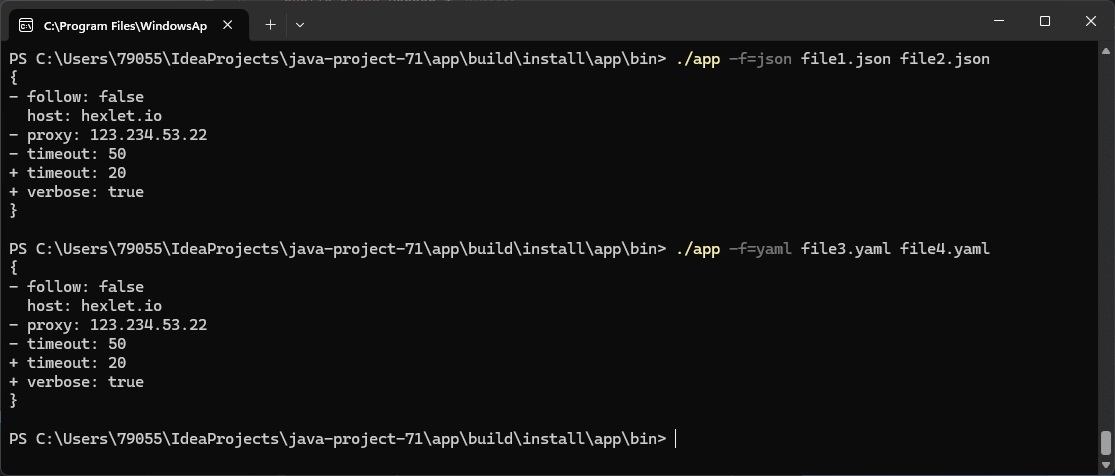 C:\Program Files\WindowsAp
PS C:\Users\79055\IdeaProjects\java-project-71\app\build\install\app\bin> ./app -f=json file1.json file2.json
{
- follow: false
  host: hexlet.io
- proxy: 123.234.53.22
- timeout: 50
+ timeout: 20
+ verbose: true
}
PS C:\Users\79055\IdeaProjects\java-project-71\app\build\install\app\bin> ./app -f=yaml file3.yaml file4.yaml
{
- follow: false
  host: hexlet.io
- proxy: 123.234.53.22
- timeout: 50
+ timeout: 20
+ verbose: true
}
PS C:\Users\79055\IdeaProjects\java-project-71\app\build\install\app\bin>